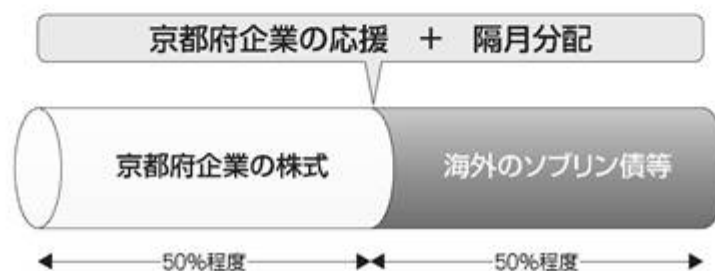 京都府企業の応援 + 隔月分配
京都府企業の株式
海外のソブリン債等
50%程度
50%程度